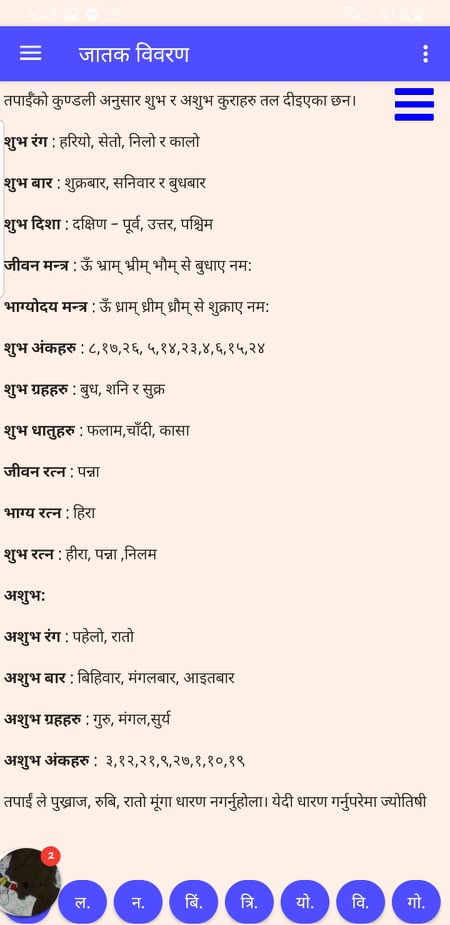 4:23
41%
जातक विवरण
तपाईँको कुण्डली अनुसार शुभ र अशुभ कुराहरु तल दीइएका छन।
शुभ रंग : हरियो, सेतो, निलो र कालो
शुभ बार : शुक्रबार, सनिवार र बुधबार
शुभ दिशा : दक्षिण - पूर्व, उत्तर, पश्चिम
जीवन मन्त्र : ऊँ भ्राम् भ्रीम् भौम् से बुधाए नम:
भाग्योदय मन्त्र : ऊँ ध्राम् ध्रीम् ध्रौम् से शुक्राए नम:
शुभ अंकहरु : ८,१७,२६, ५,१४,२३,४,६,१५,२४
शुभ ग्रहहरु : बुध, शनि र सुक्र
शुभ धातुहरु : फलाम,चाँदी, कासा
जीवन रत्न : पन्ना
भाग्य रत्न : हिरा
शुभ रत्न : हीरा, पन्ना ,निलम
अशुभ:
अशुभ रंग : पहेलो, रातो
अशुभ बार : बिहिवार, मंगलबार, आइतबार
अशुभ ग्रहहरु : गुरु, मंगल,सुर्य
अशुभ अंकहरु : ३,१२,२१,९,२७,१,१०,१९
तपाईं ले पुख्राज, रुबि, रातो मूंगा धारण नगर्नुहोला। येदी धारण गर्नुपरेमा ज्योतिषी
2
ल. न. बिं. त्रि. यो. वि. गो.